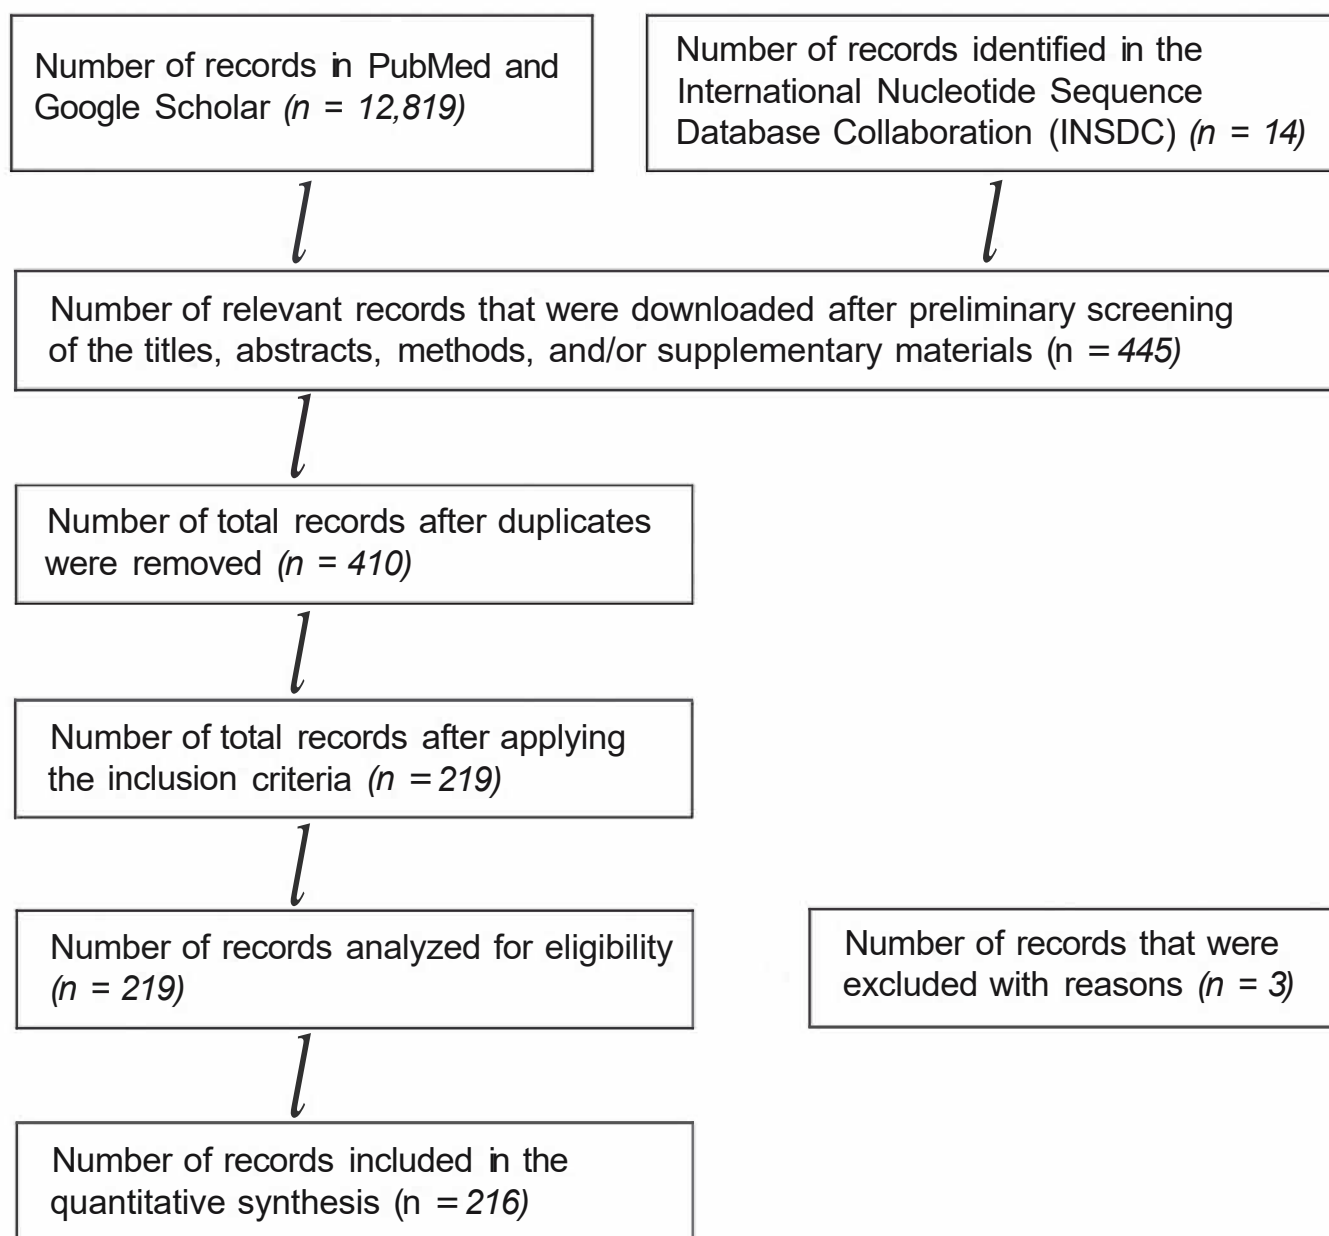 Number of records in PubMed and
Google Scholar (n = 12,819)
Number of records identified in the
International Nucleotide Sequence
Database Collaboration (INSDC) (n = 14)
l
l
Number of relevant records that were downloaded after preliminary screening
of the titles, abstracts, methods, and/or supplementary materials (n = 445)
l
Number of total records after duplicates
were removed (n = 410)
l
Number of total records after applying
the inclusion criteria (n = 219)
l
Number of records analyzed for eligibility
(n = 219)
Number of records that were
excluded with reasons (n = 3)
l
Number of records included in the
quantitative synthesis (n = 216)